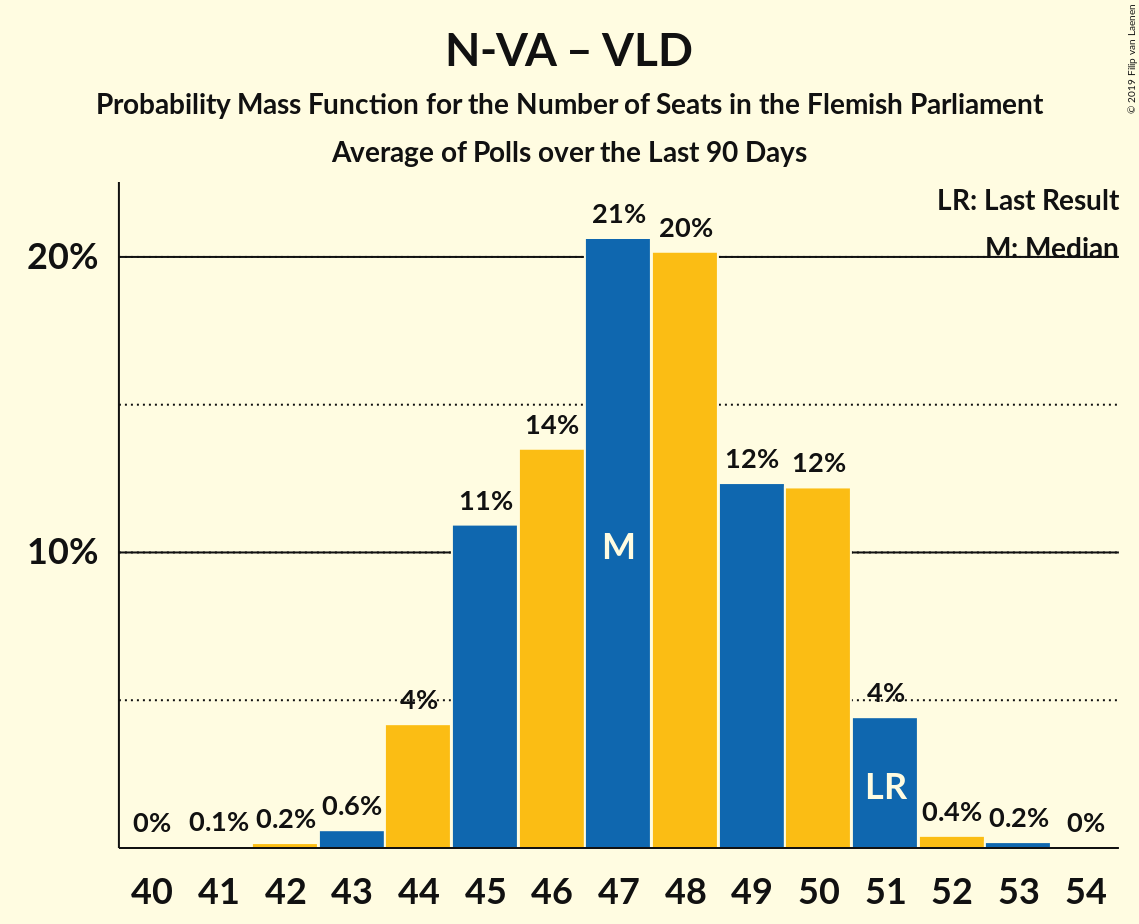 N-VA – VLD
Probability Mass Function for the Number of Seats in the Flemish Parliament
Average of Polls over the Last 90 Days
© 2019 Filip van Laenen
LR: Last Result
M: Median
20%
10%
0%
0.1%
0.2%
0.6%
4%
11%
14%
21%
20%
12%
12%
4%
0.4%
0.2%
0%
M
LR
40 41 42 43 44 45 46 47 48 49 50 51 52 53 54